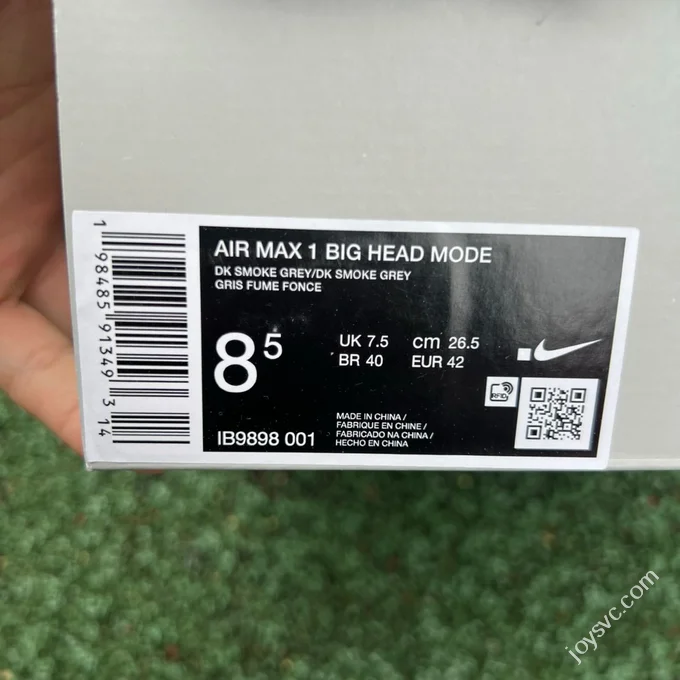 AIR MAX 1 BIG HEAD MODE
DK SMOKE GREY/DK SMOKE GREY
GRIS FUME FONCE
8 5
UK 7.5 cm 26.5
BR 40 EUR 42
RFID
IB9898 001
MADE IN CHINA /
FABRIQUE EN CHINE /
FABRICADO NA CHINA /
HECHO EN CHINA
1 98485 91349 3 14
joysvc.com